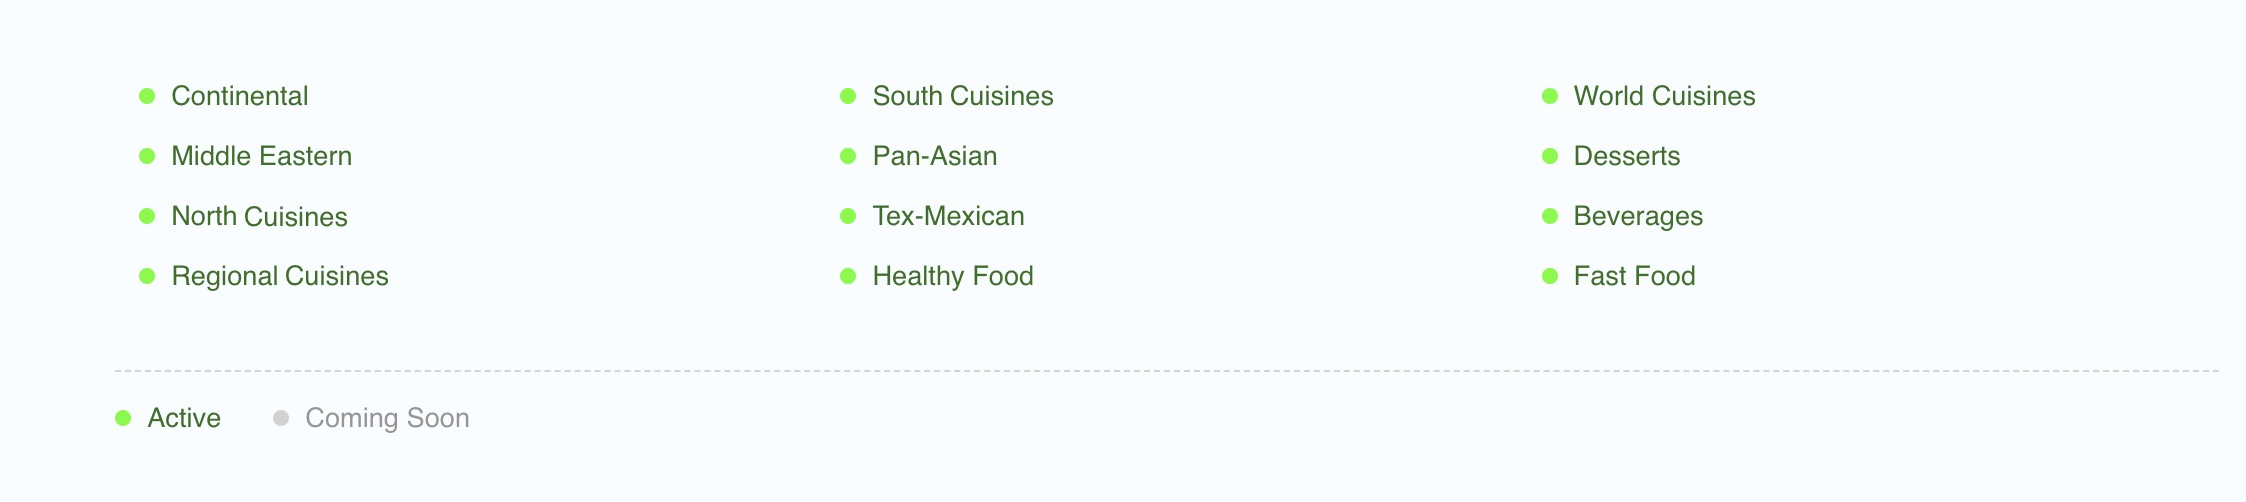 Continental
Middle Eastern
North Cuisines
Regional Cuisines
South Cuisines
Pan-Asian
Tex-Mexican
Healthy Food
World Cuisines
Desserts
Beverages
Fast Food
Active
Coming Soon